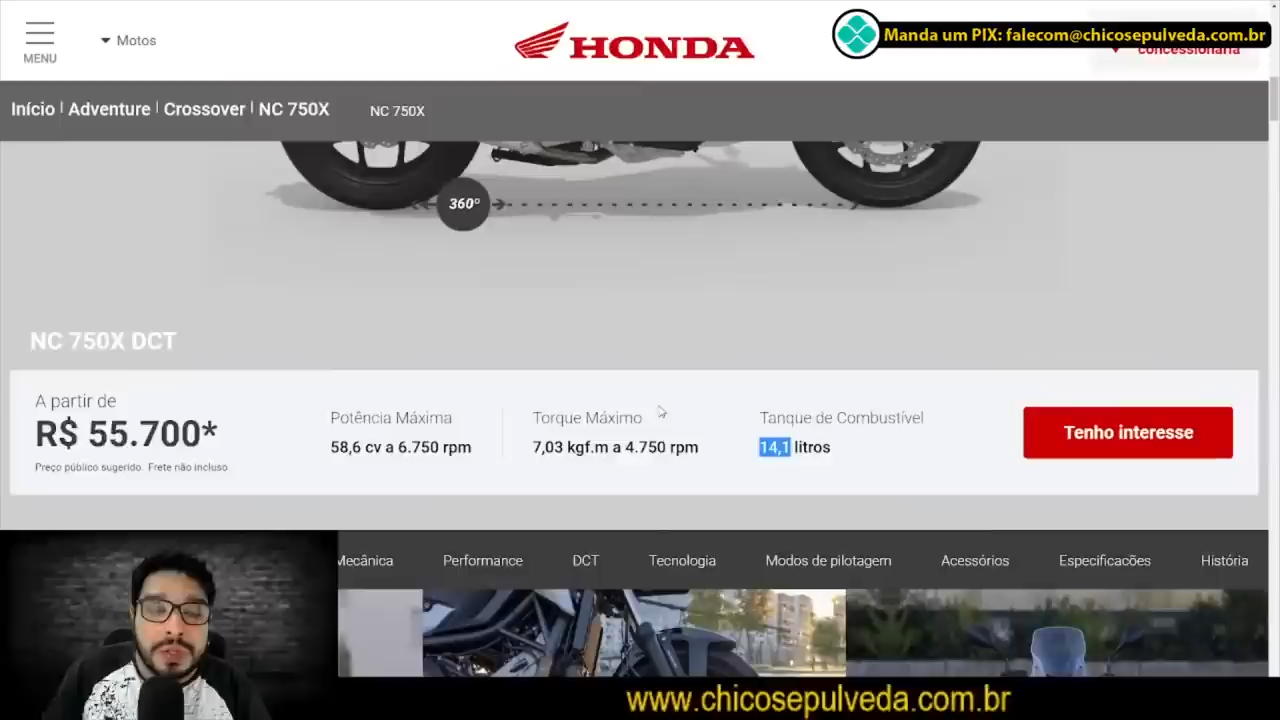 MENU
Motos
HONDA
Manda um PIX: falecom@chicosepulveda.com.br
concessionária
Início | Adventure | Crossover | NC 750X
NC 750X
360º
NC 750X DCT
A partir de
R$ 55.700*
Preço público sugerido. Frete não incluso
Potência Máxima
58,6 cv a 6.750 rpm
Torque Máximo
7,03 kgf.m a 4.750 rpm
Tanque de Combustível
14,1 litros
Tenho interesse
Mecânica
Performance
DCT
Tecnologia
Modos de pilotagem
Acessórios
Especificações
História
www.chicosepulveda.com.br